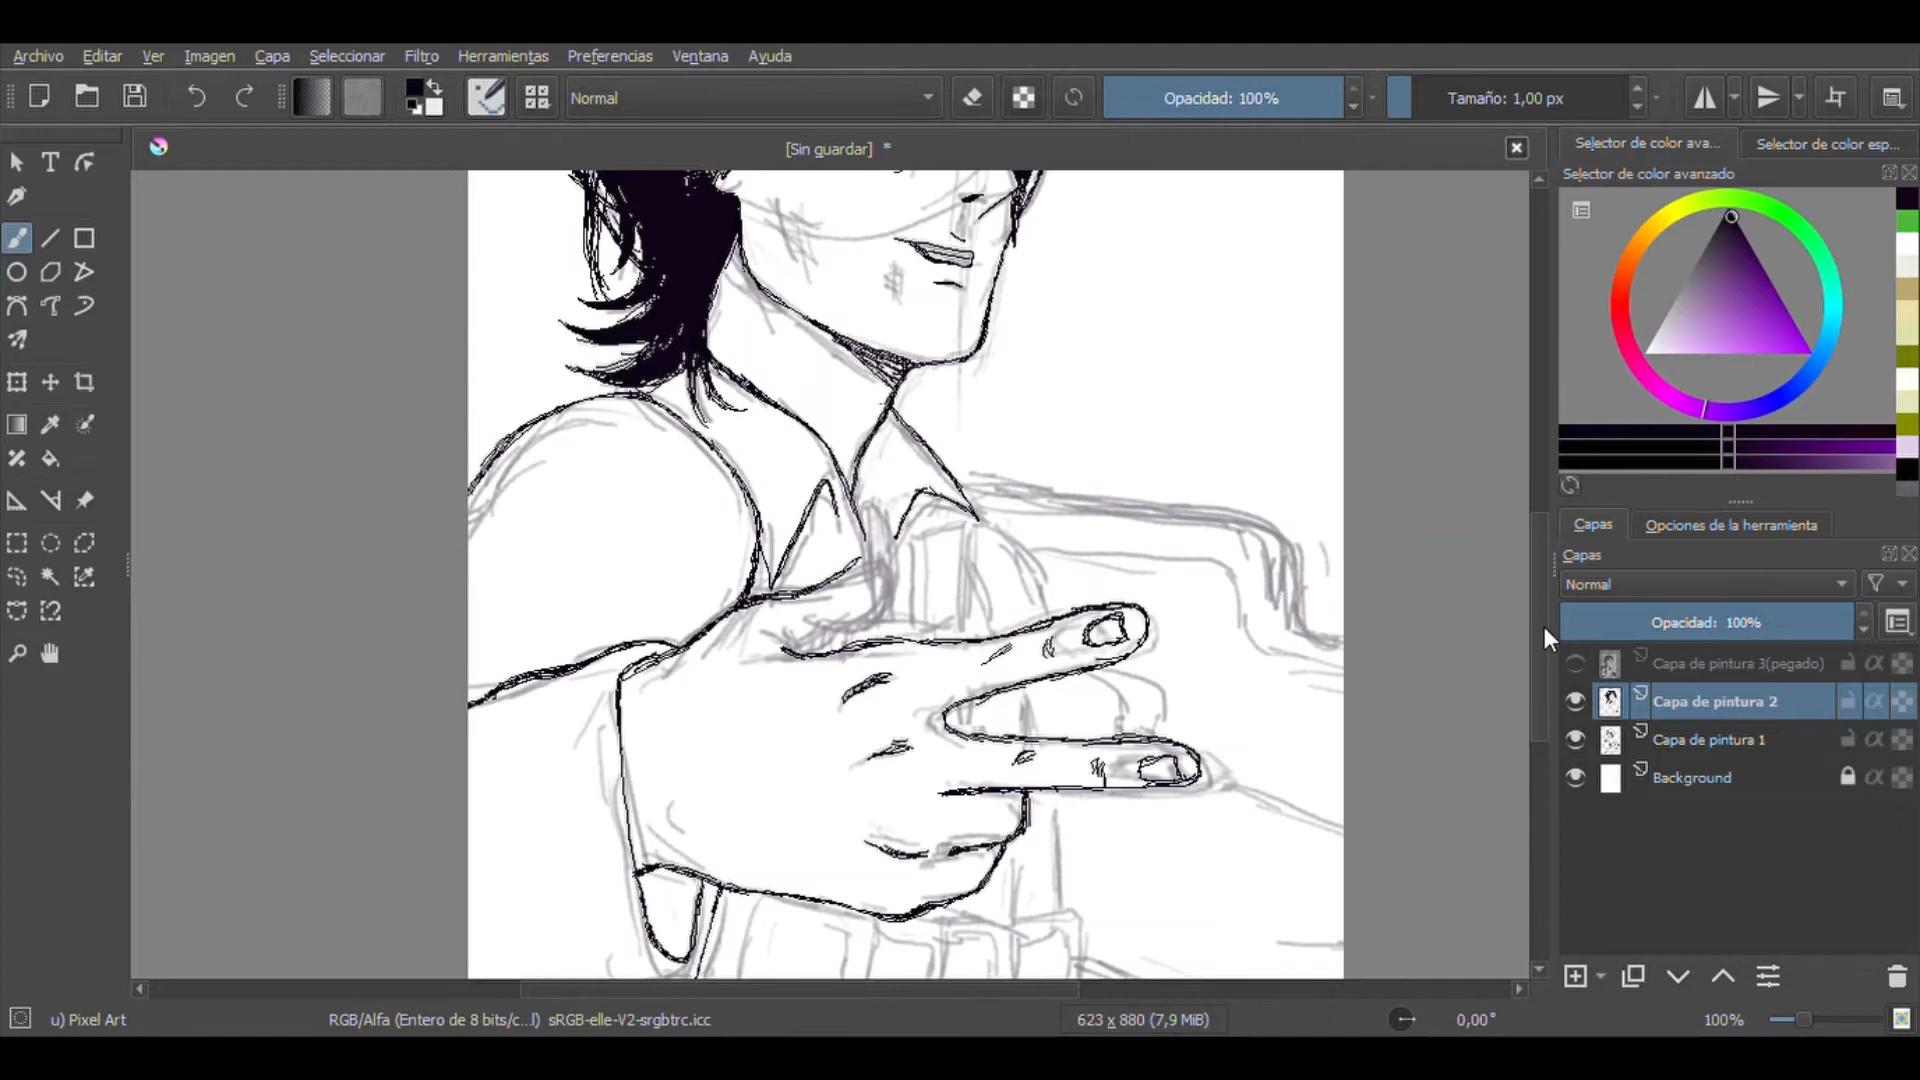 Archivo Editar Ver Imagen Capa Seleccionar Filtro Herramientas Preferencias Ventana Ayuda
Normal Opacidad: 100% Tamaño: 1,00 px
[Sin guardar] *
Selector de color ava... Selector de color esp...
Selector de color avanzado
Capas Opciones de la herramienta
Capas
Normal
Opacidad: 100%
Capa de pintura 3(pegado)
Capa de pintura 2
Capa de pintura 1
Background
u) Pixel Art RGB/Alfa (Entero de 8 bits/c...l) sRGB-elle-V2-srgbtrc.icc 623 x 880 (7,9 MiB) 0,00° 100%